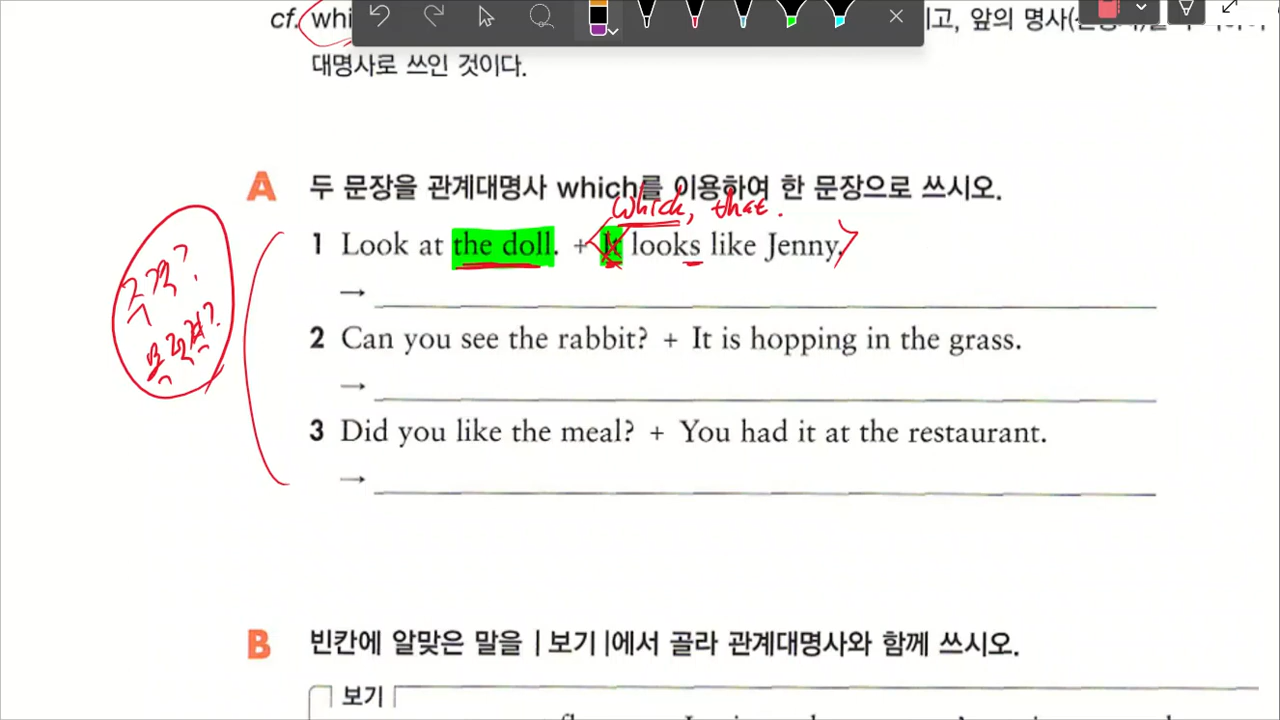 cf. whi
고, 앞의 명사(
대명사로 쓰인 것이다.
A 두 문장을 관계대명사 which를 이용하여 한 문장으로 쓰시오.
which, that.
1 Look at the doll. + It looks like Jenny.
→
주격?
목적격?
2 Can you see the rabbit? + It is hopping in the grass.
→
3 Did you like the meal? + You had it at the restaurant.
→
B 빈칸에 알맞은 말을 |보기|에서 골라 관계대명사와 함께 쓰시오.
보기